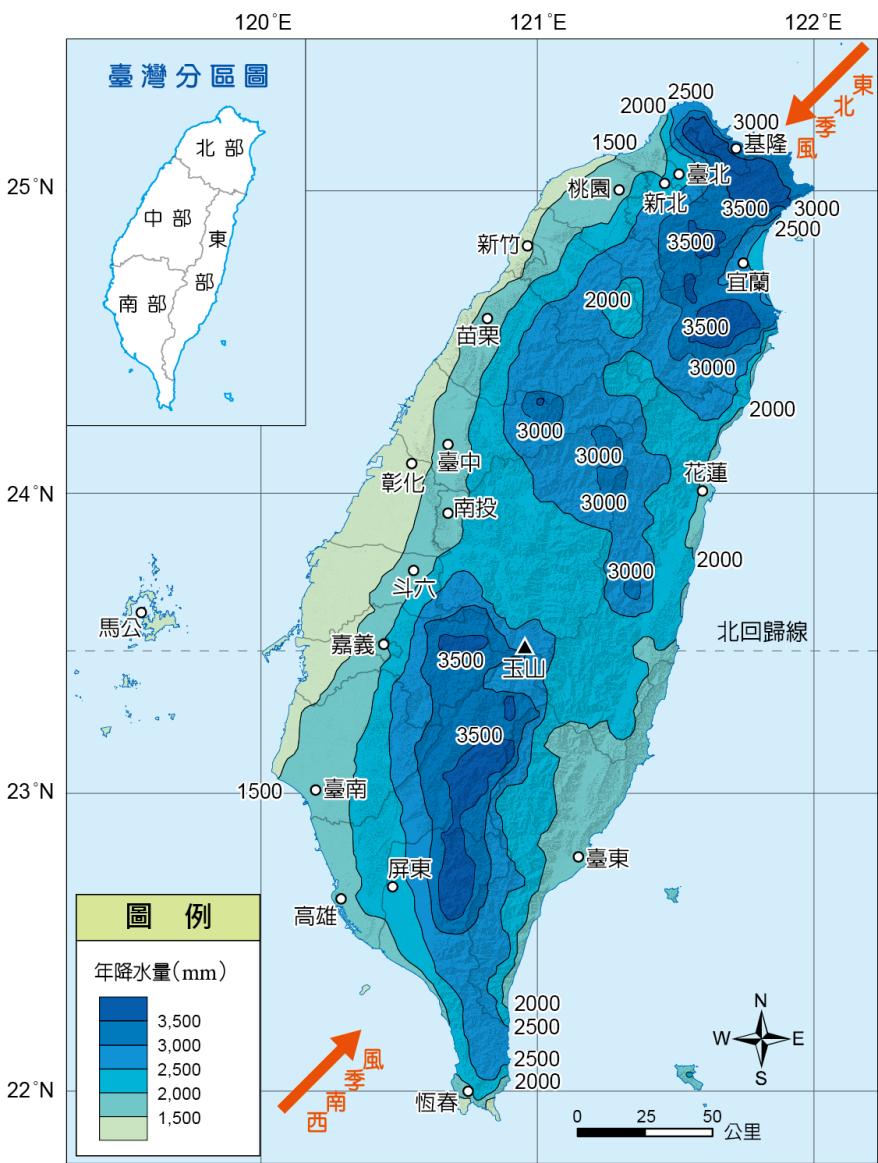 120°E
121°E
122°E
臺灣分區圖
北部
中部
東部
南部
東北季風
2500
2000
3000
1500
基隆
臺北
25°N
桃園
新北
3500
3000
2500
3500
新竹
宜蘭
2000
苗栗
3500
3000
2000
3000
臺中
3000
花蓮
彰化
24°N
南投
3000
2000
斗六
3000
馬公
北回歸線
嘉義
3500
玉山
3500
23°N
1500
臺南
臺東
屏東
高雄
圖例
年降水量(mm)
3,500
3,000
2,500
2,000
1,500
2000
2500
2500
2000
西南季風
22°N
恆春
N
W
E
S
0
25
50
公里